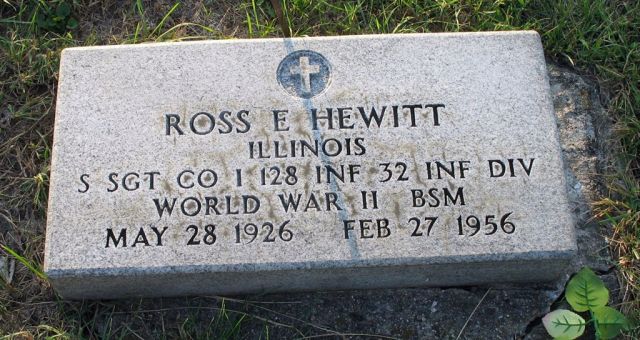 ROSS E HEWITT
ILLINOIS
S SGT CO I 128 INF 32 INF DIV
WORLD WAR II BSM
MAY 28 1926 FEB 27 1956